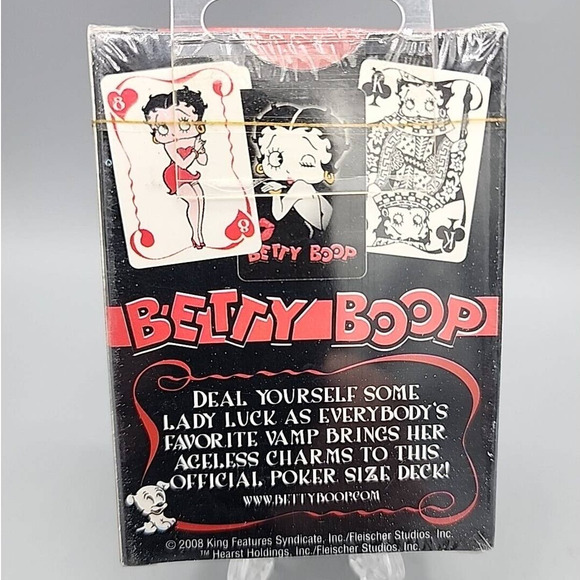 8
BETTY BOOP
8
BETTY BOOP
DEAL YOURSELF SOME
LADY LUCK AS EVERYBODY'S
FAVORITE VAMP BRINGS HER
AGELESS CHARMS TO THIS
OFFICIAL POKER SIZE DECK!
WWW.BETTYBOOP.COM
© 2008 King Features Syndicate, Inc./Fleischer Studios, Inc.
™ Hearst Holdings, Inc./Fleischer Studios, Inc.